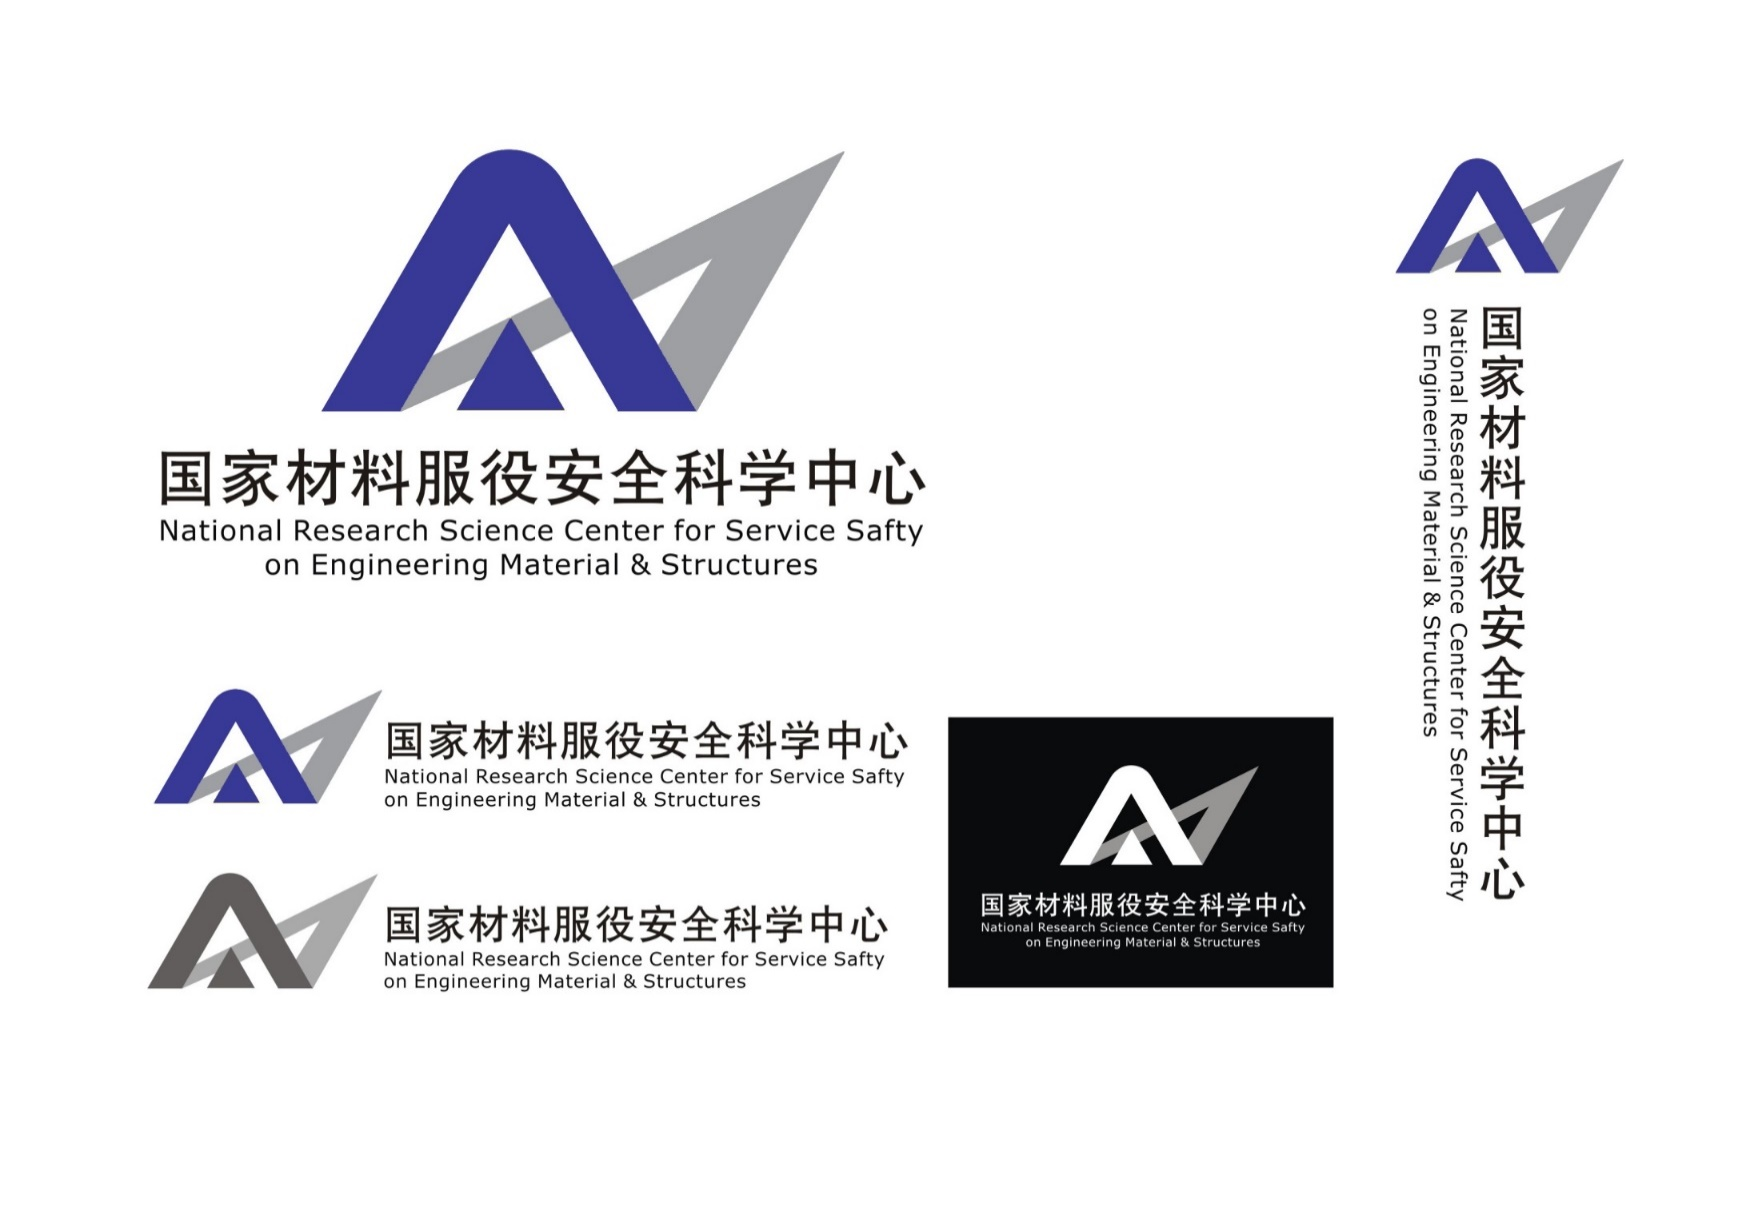 国家材料服役安全科学中心
National Research Science Center for Service Safty
on Engineering Material & Structures
国家材料服役安全科学中心
National Research Science Center for Service Safty
on Engineering Material & Structures
国家材料服役安全科学中心
National Research Science Center for Service Safty
on Engineering Material & Structures
国家材料服役安全科学中心
National Research Science Center for Service Safty
on Engineering Material & Structures
国家材料服役安全科学中心
National Research Science Center for Service Safty
on Engineering Material & Structures